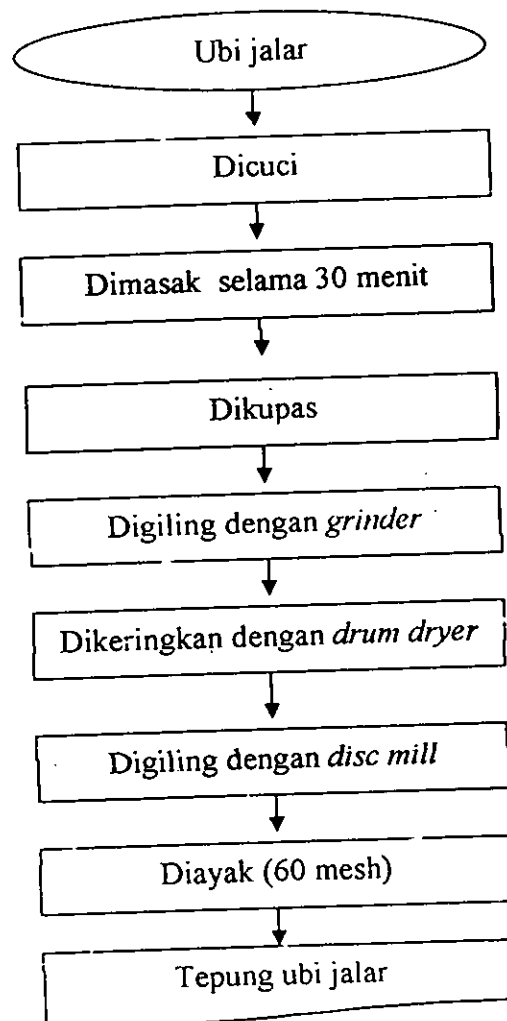 Ubi jalar
Dicuci
Dimasak selama 30 menit
Dikupas
Digiling dengan grinder
Dikeringkan dengan drum dryer
Digiling dengan disc mill
Diayak (60 mesh)
Tepung ubi jalar